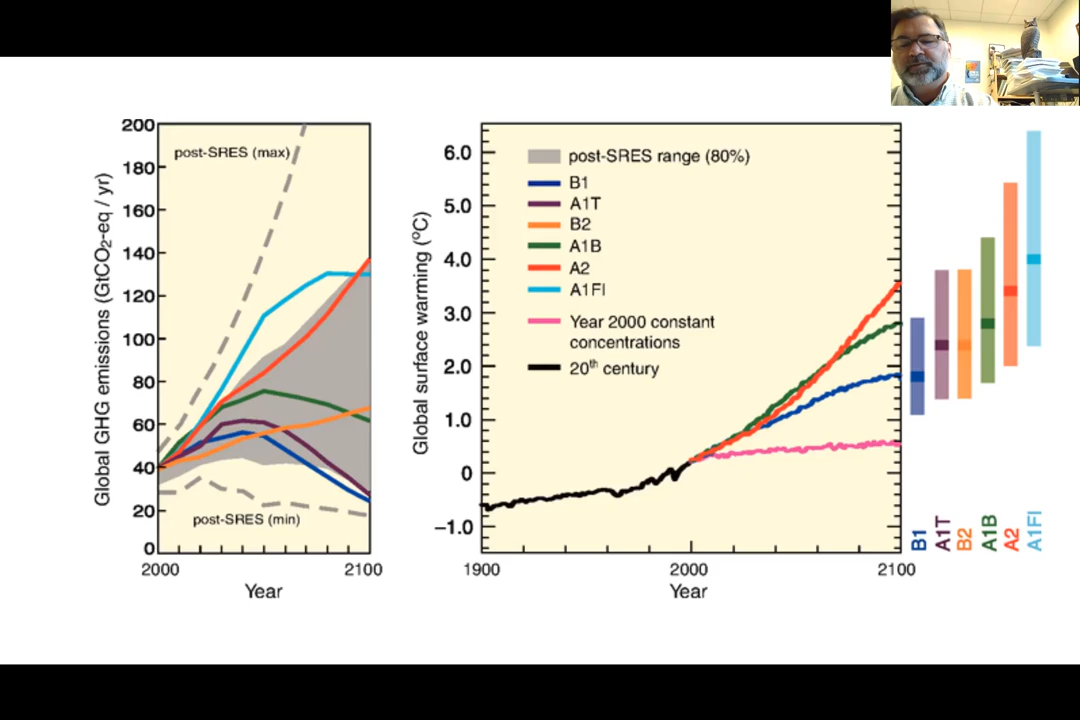 200
180
160
140
120
100
80
60
40
20
0
post-SRES (max)
post-SRES (min)
Global GHG emissions (GtCO2-eq / yr)
2000
2100
Year
6.0
5.0
4.0
3.0
2.0
1.0
0
–1.0
Global surface warming (°C)
post-SRES range (80%)
B1
A1T
B2
A1B
A2
A1FI
Year 2000 constant
concentrations
20th century
1900
2000
2100
Year
B1
A1T
B2
A1B
A2
A1FI